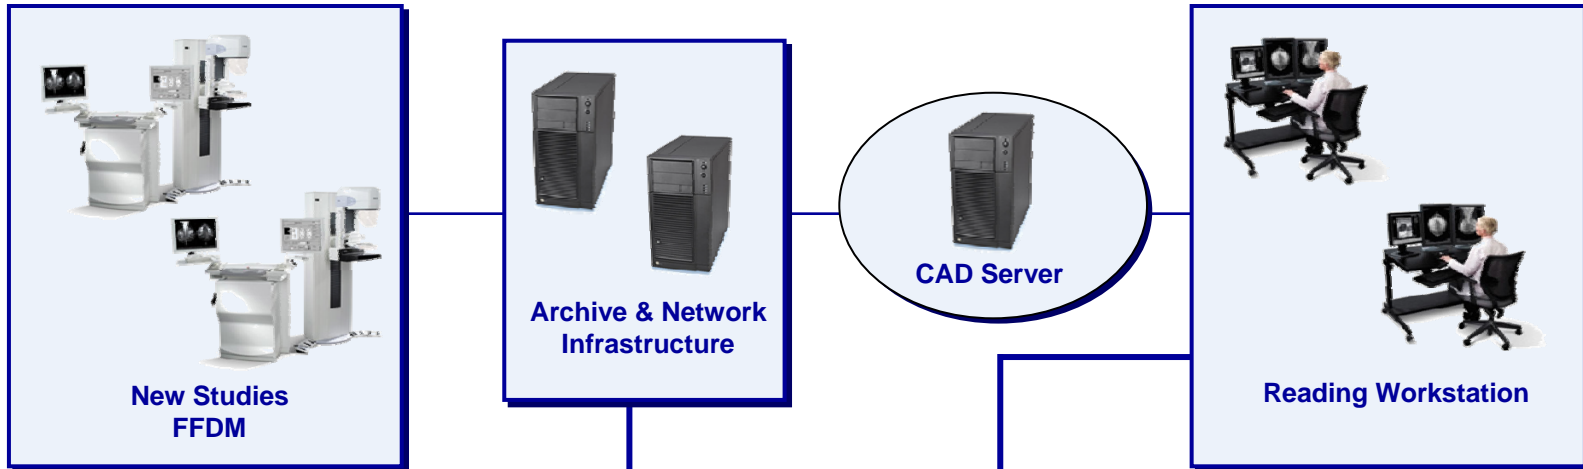 New Studies
FFDM
Archive & Network
Infrastructure
CAD Server
Reading Workstation